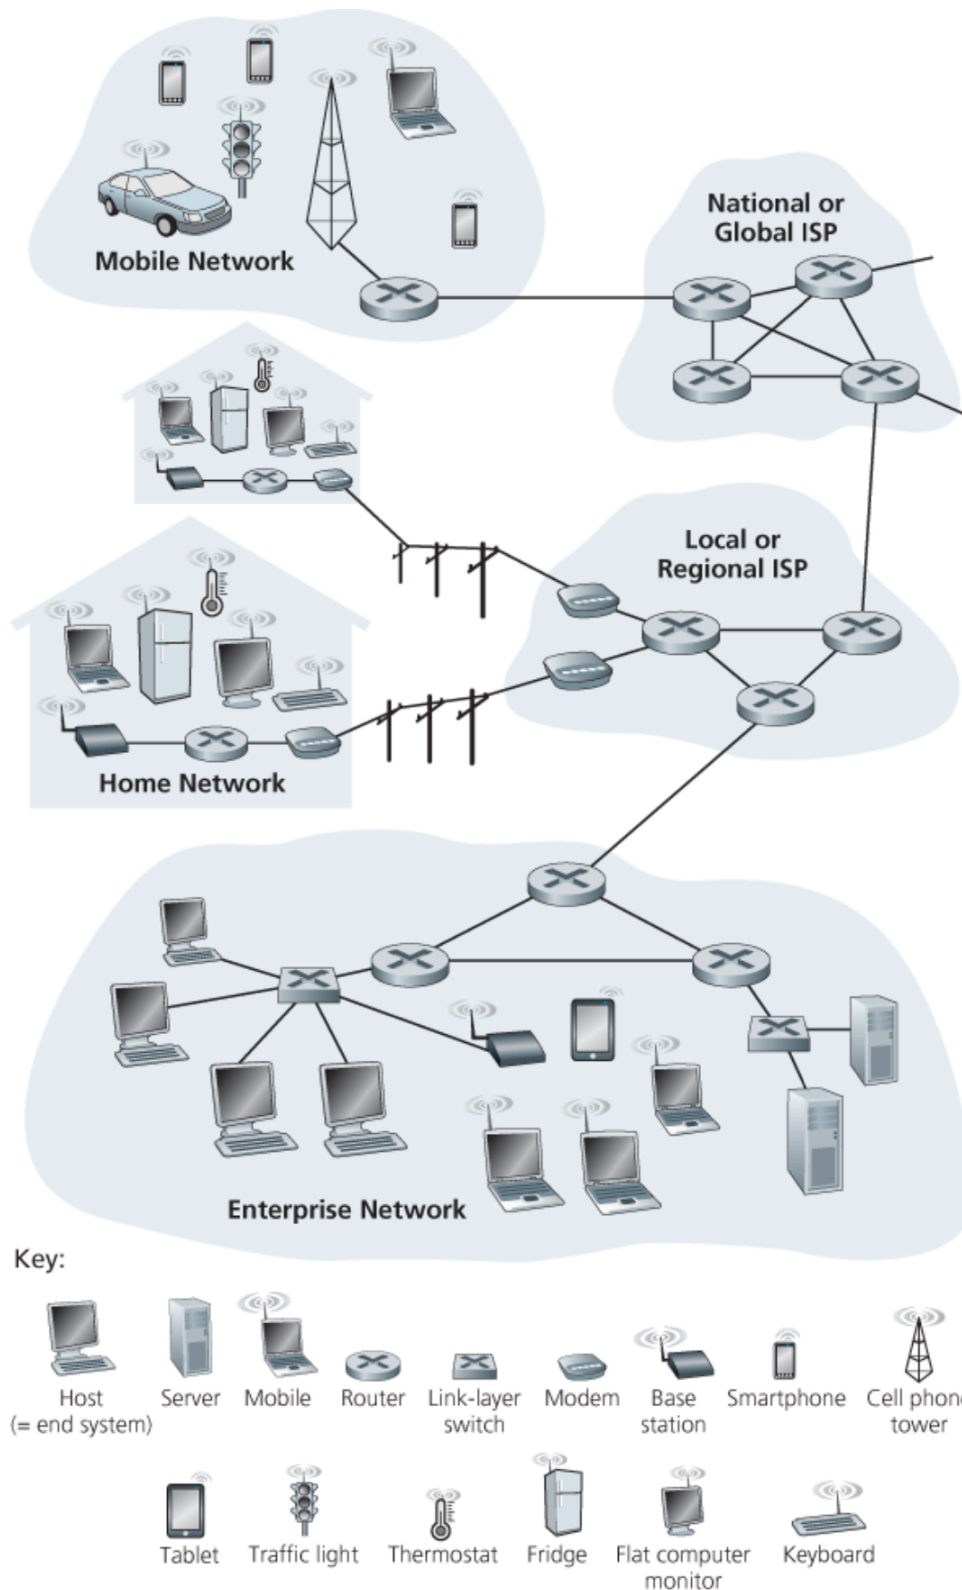 National or
Global ISP
Mobile Network
Local or
Regional ISP
Home Network
Enterprise Network
Key:
Host
(= end system)
Server
Mobile
Router
Link-layer
switch
Modem
Base
station
Smartphone
Cell phone
tower
Tablet
Traffic light
Thermostat
Fridge
Flat computer
monitor
Keyboard